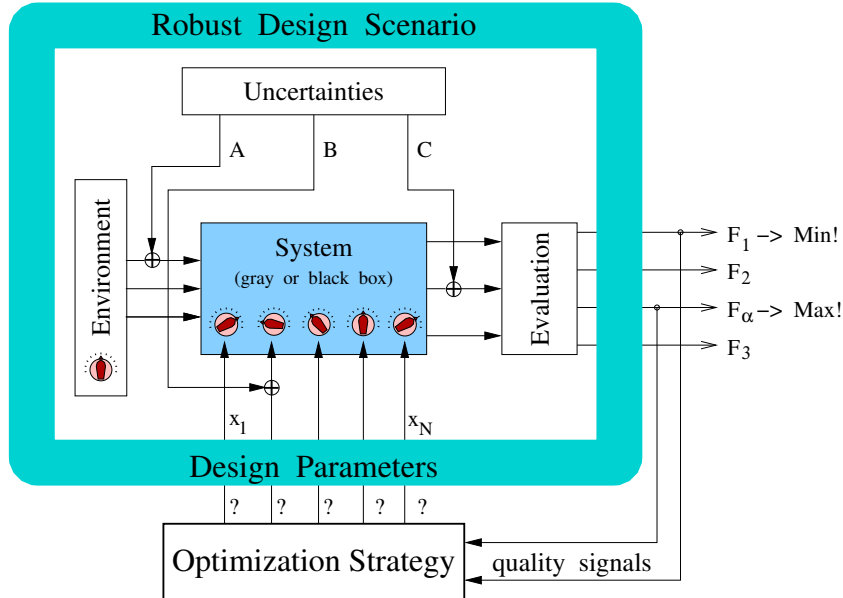 Robust Design Scenario
Uncertainties
A B C
Environment
System
(gray or black box)
Evaluation
F1 -> Min!
F2
Fα -> Max!
F3
x1 xN
Design Parameters
? ? ? ? ?
Optimization Strategy
quality signals